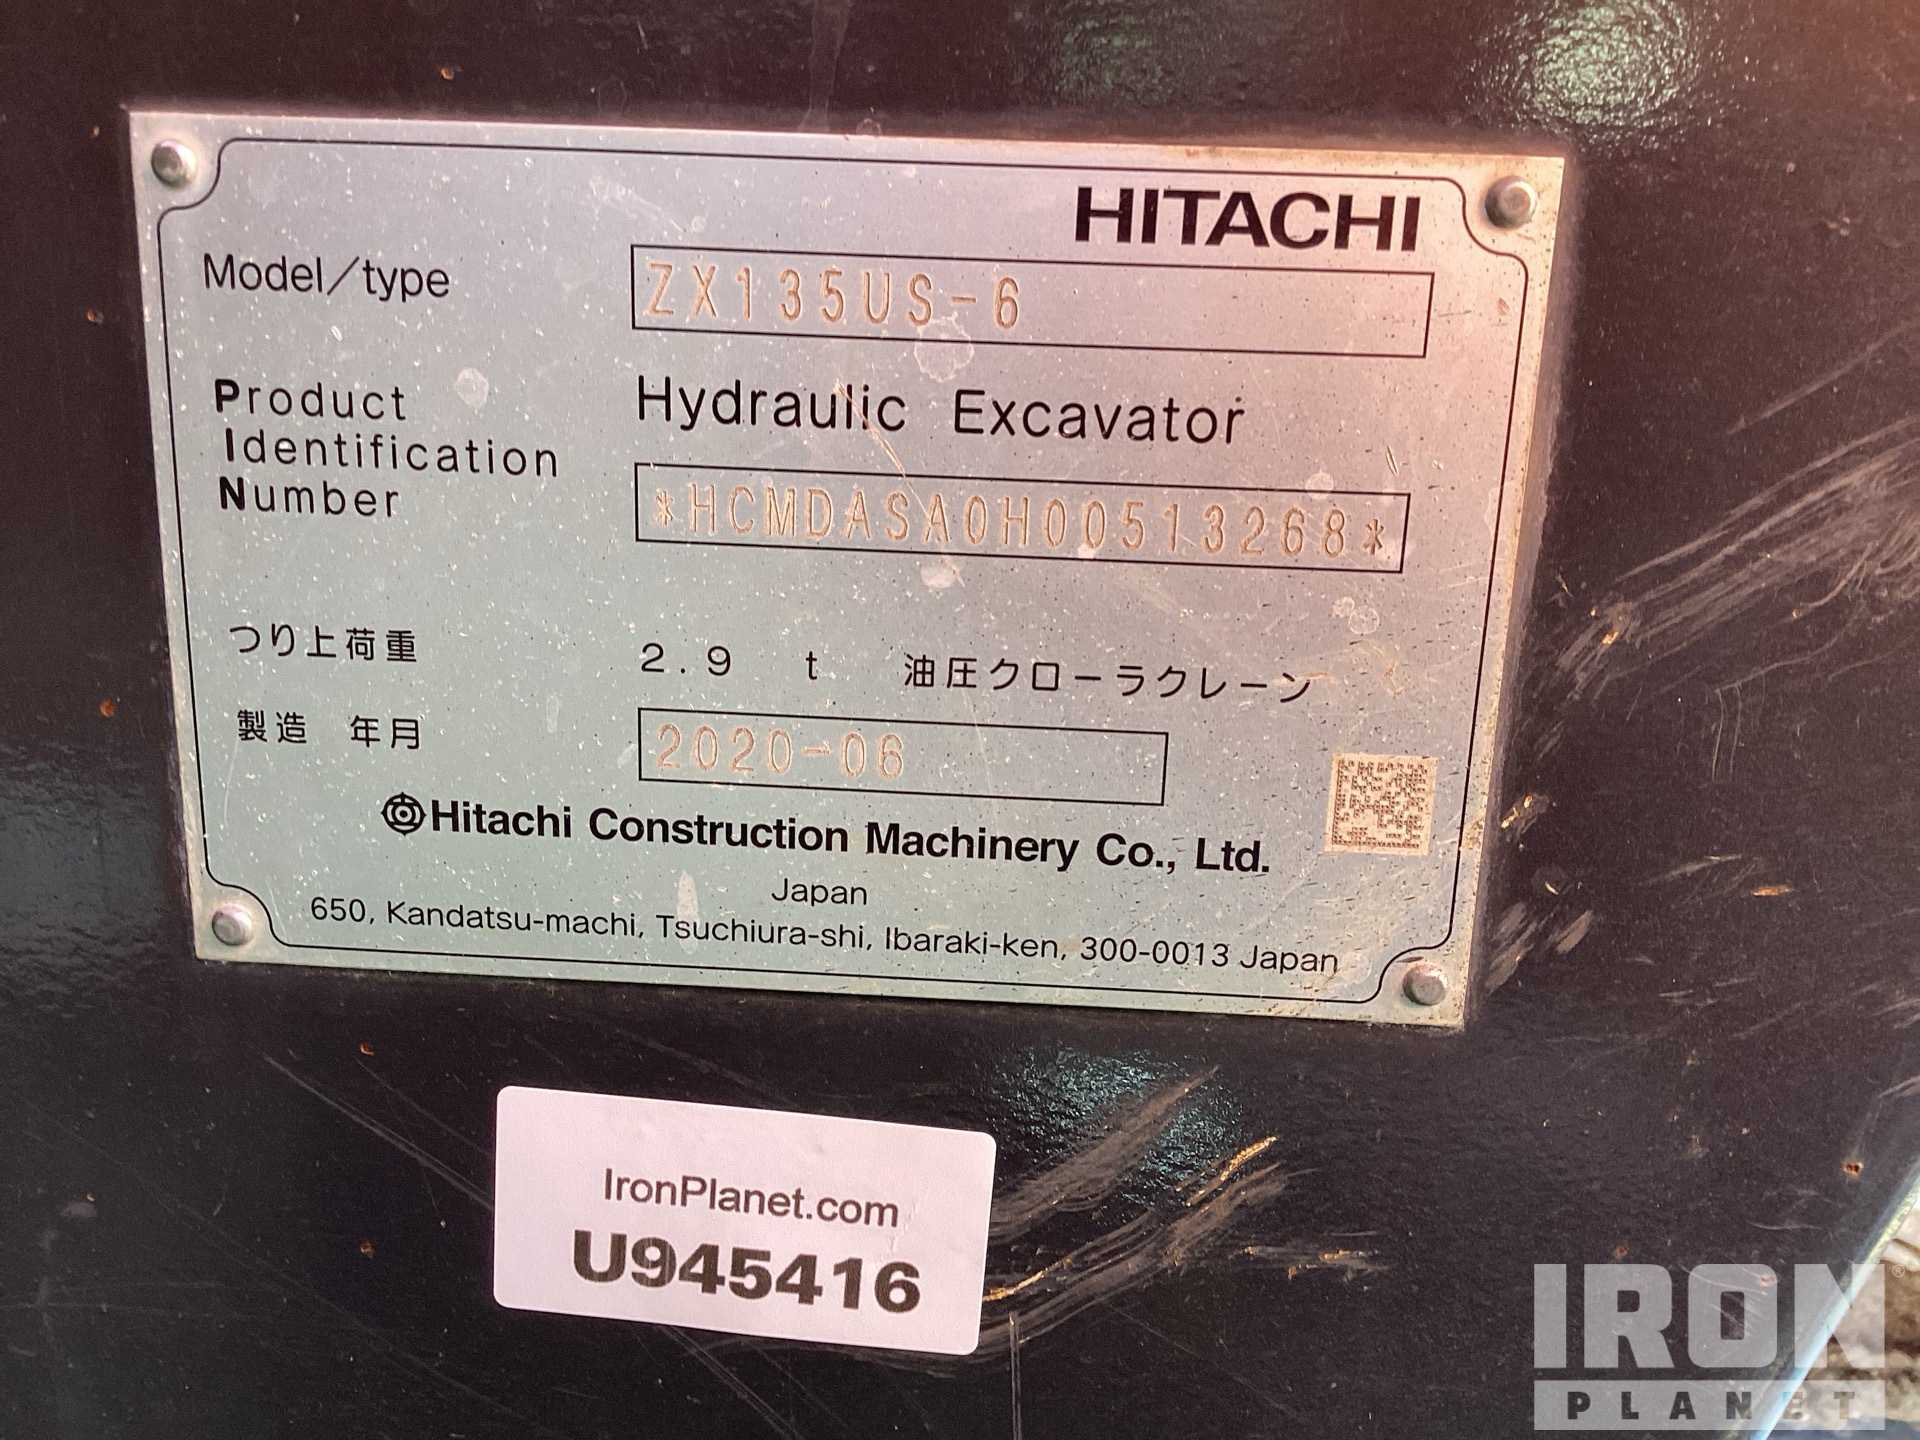 HITACHI
Model/type ZX135US-6
Product Hydraulic Excavator
Identification
Number *HCMDASA0H00513268*
つり上荷重 2.9 t 油圧クローラクレーン
製造 年月 2020-06
Hitachi Construction Machinery Co., Ltd.
Japan
650, Kandatsu-machi, Tsuchiura-shi, Ibaraki-ken, 300-0013 Japan
IronPlanet.com
U945416
IRON®
PLANET